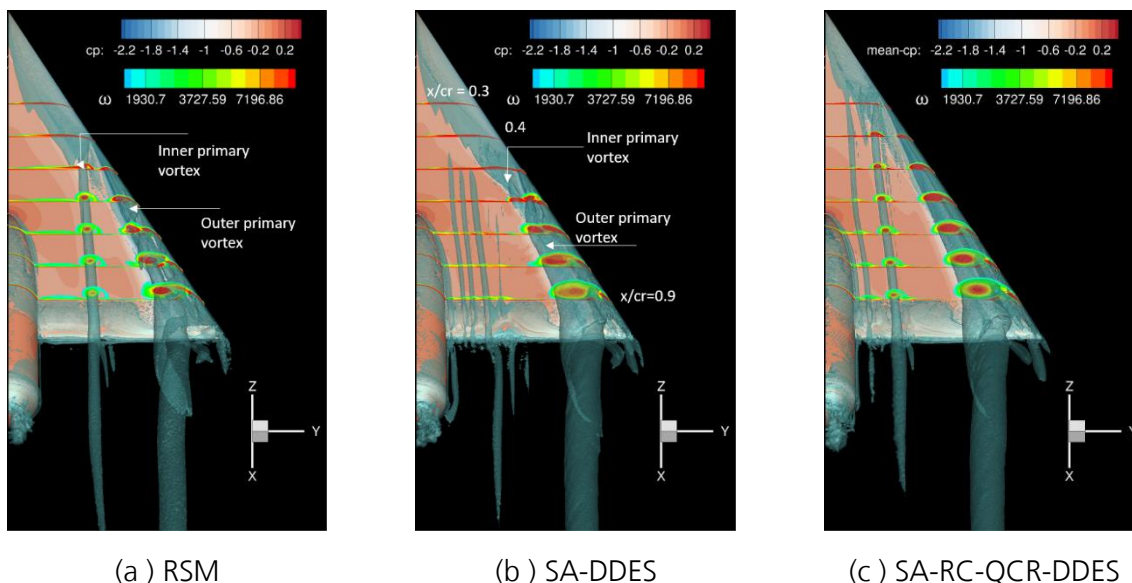 cp: -2.2 -1.8 -1.4 -1 -0.6 -0.2 0.2
ω 1930.7 3727.59 7196.86
Inner primary
vortex
Outer primary
vortex
Z
Y
X
(a ) RSM
cp: -2.2 -1.8 -1.4 -1 -0.6 -0.2 0.2
ω 1930.7 3727.59 7196.86
x/cr = 0.3
0.4
Inner primary
vortex
Outer primary
vortex
x/cr=0.9
Z
Y
X
(b ) SA-DDES
mean-cp: -2.2 -1.8 -1.4 -1 -0.6 -0.2 0.2
ω 1930.7 3727.59 7196.86
Z
Y
X
(c ) SA-RC-QCR-DDES